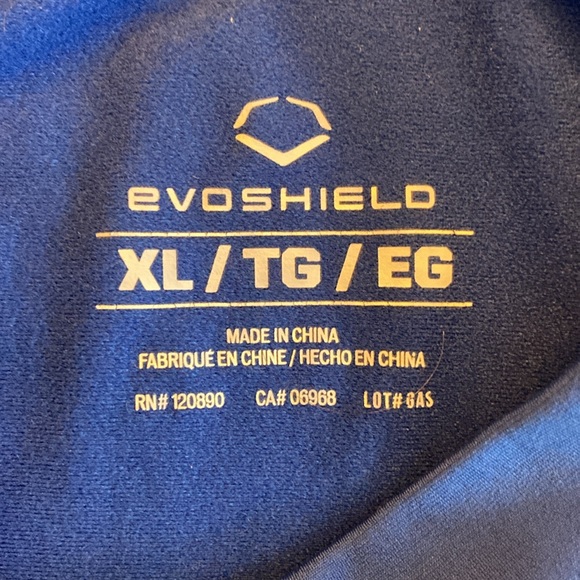 EVOSHIELD
XL / TG / EG
MADE IN CHINA
FABRIQUÉ EN CHINE / HECHO EN CHINA
RN# 120890 CA# 06968 LOT# GAS